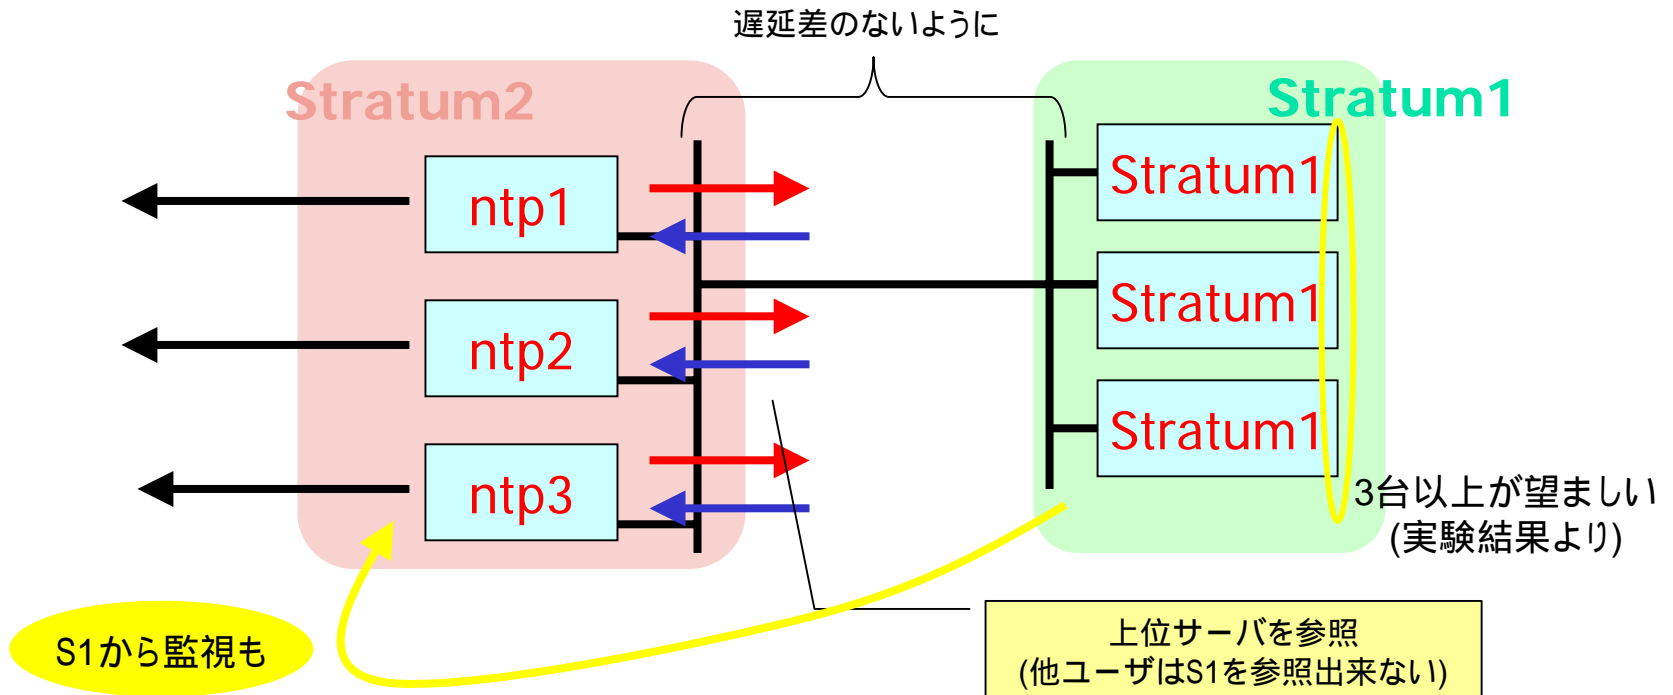 遅延差のないように
Stratum2
Stratum1
ntp1
Stratum1
ntp2
Stratum1
ntp3
Stratum1
3台以上が望ましい
(実験結果より)
S1から監視も
上位サーバを参照
(他ユーザはS1を参照出来ない)